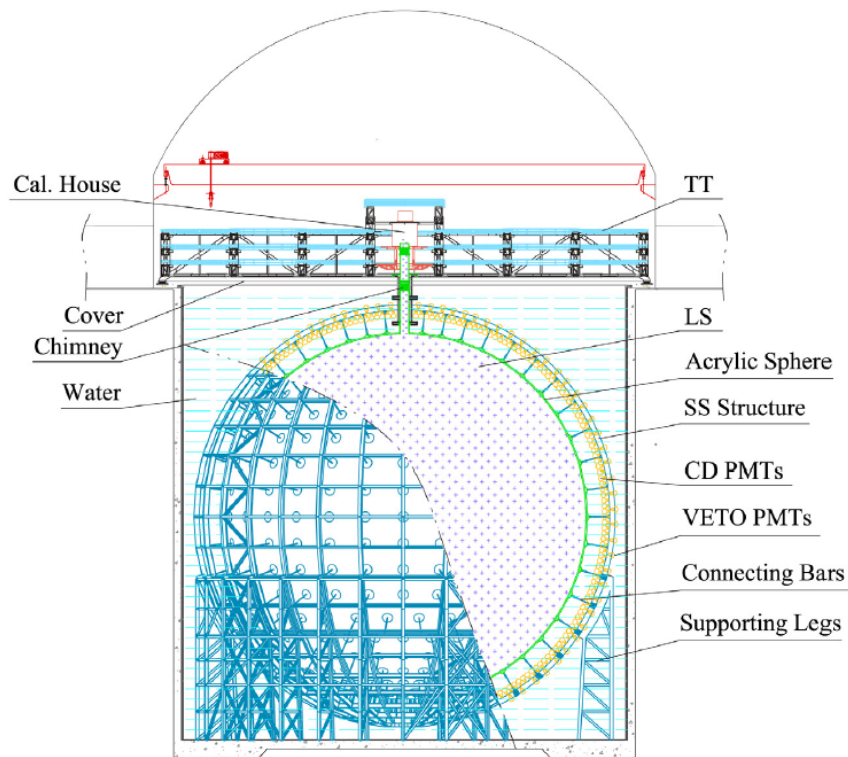 Cal. House
TT
Cover
Chimney
Water
LS
Acrylic Sphere
SS Structure
CD PMTs
VETO PMTs
Connecting Bars
Supporting Legs